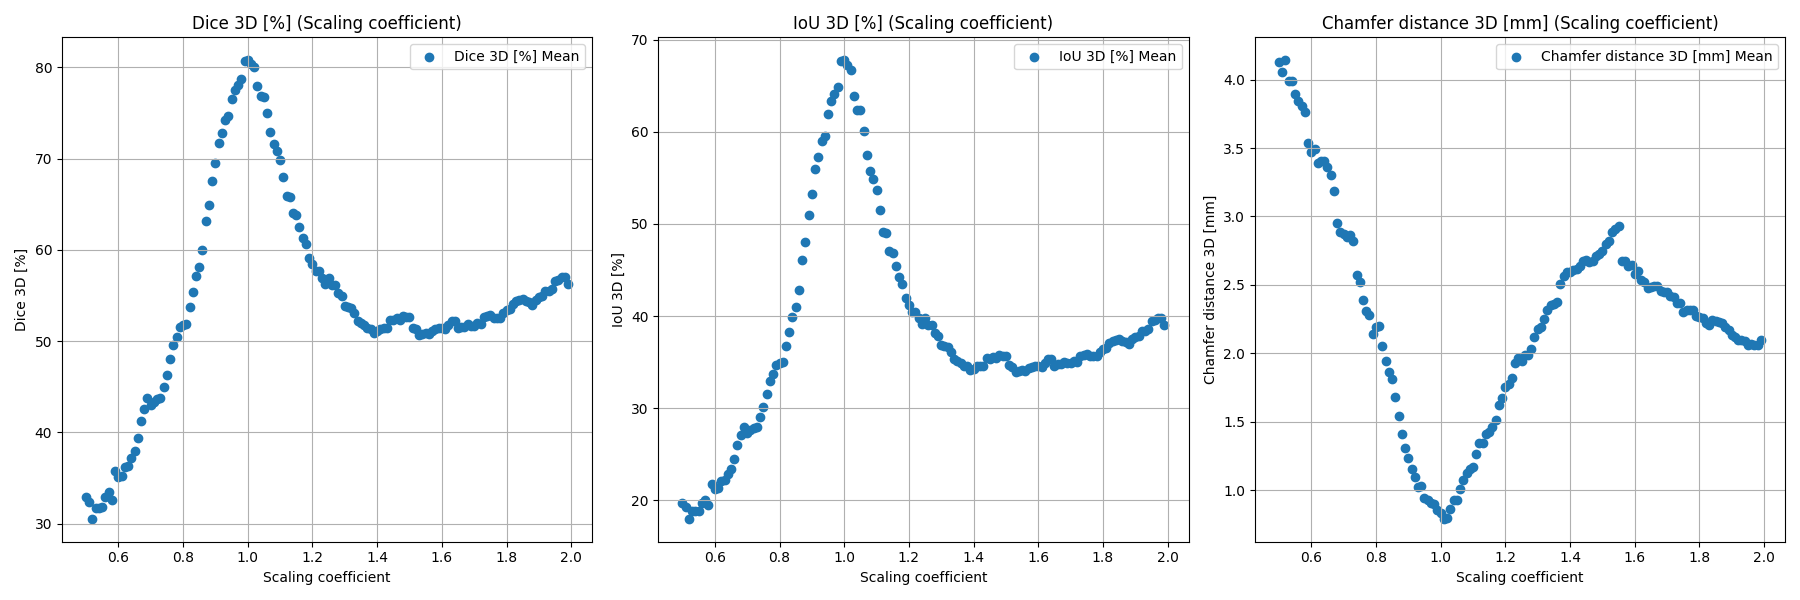 Dice 3D [%] (Scaling coefficient)
Dice 3D [%] Mean
Dice 3D [%]
80
70
60
50
40
30
0.6 0.8 1.0 1.2 1.4 1.6 1.8 2.0
Scaling coefficient
IoU 3D [%] (Scaling coefficient)
IoU 3D [%] Mean
IoU 3D [%]
70
60
50
40
30
20
0.6 0.8 1.0 1.2 1.4 1.6 1.8 2.0
Scaling coefficient
Chamfer distance 3D [mm] (Scaling coefficient)
Chamfer distance 3D [mm] Mean
Chamfer distance 3D [mm]
4.0
3.5
3.0
2.5
2.0
1.5
1.0
0.6 0.8 1.0 1.2 1.4 1.6 1.8 2.0
Scaling coefficient